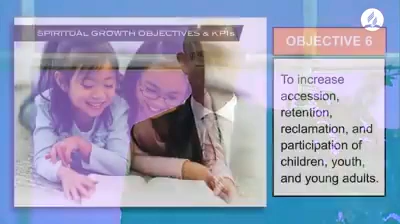 SPIRITUAL GROWTH OBJECTIVES & KPIs
OBJECTIVE 6
To increase
accession,
retention,
reclamation, and
participation of
children, youth,
and young adults.